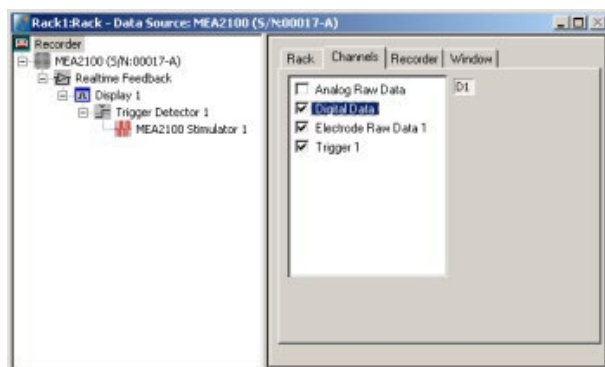 Rack1:Rack - Data Source: MEA2100 (S/N:00017-A)
Recorder
MEA2100 (S/N:00017-A)
Realtime Feedback
Display 1
Trigger Detector 1
MEA2100 Stimulator 1
Rack Channels Recorder Window
Analog Raw Data
Digital Data
Electrode Raw Data 1
Trigger 1
D1